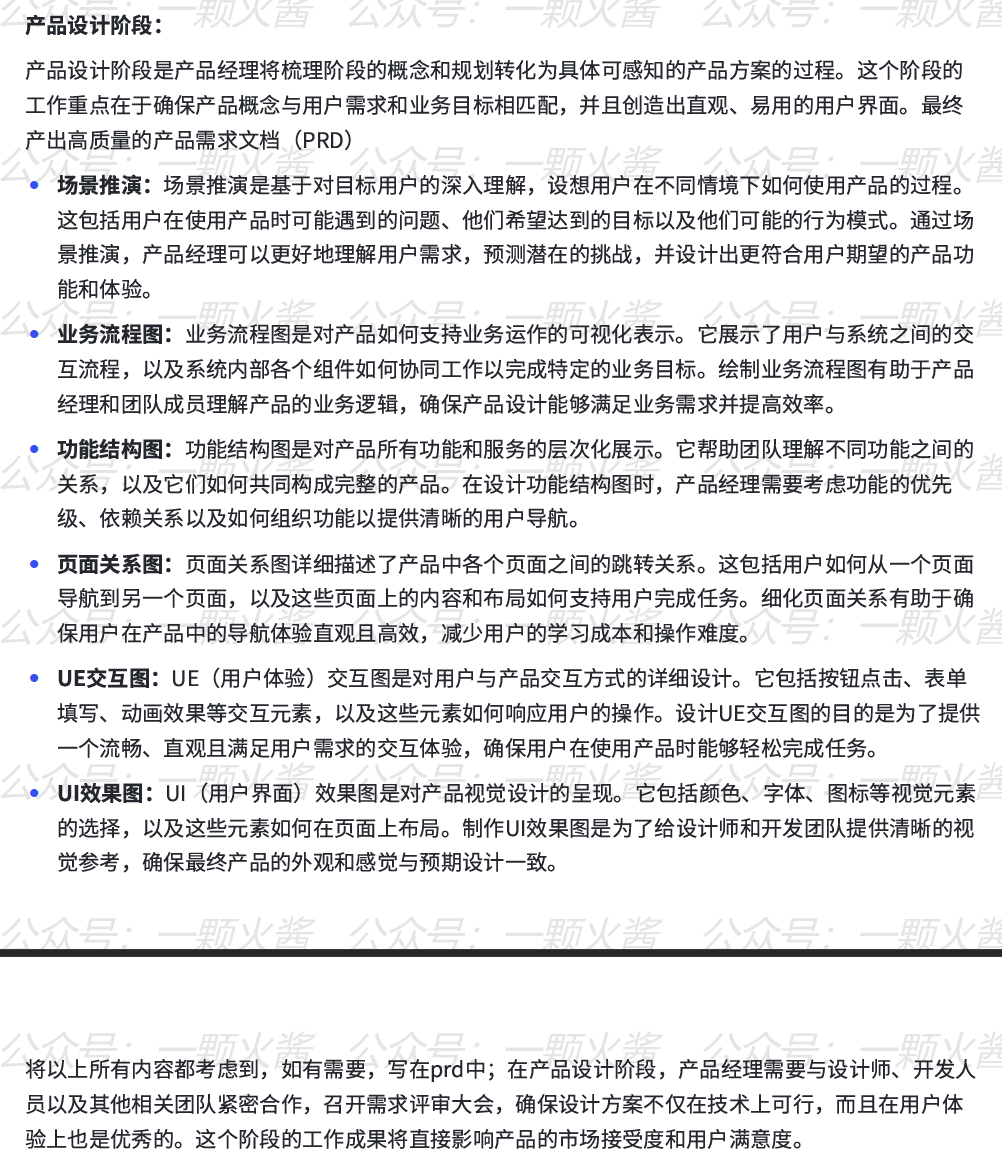 产品设计阶段：
产品设计阶段是产品经理将梳理阶段的概念和规划转化为具体可感知的产品方案的过程。这个阶段的
工作重点在于确保产品概念与用户需求和业务目标相匹配，并且创造出直观、易用的用户界面。最终
产出高质量的产品需求文档（PRD）
• 场景推演：场景推演是基于对目标用户的深入理解，设想用户在不同情境下如何使用产品的过程。
这包括用户在使用产品时可能遇到的问题、他们希望达到的目标以及他们可能的行为模式。通过场
景推演，产品经理可以更好地理解用户需求，预测潜在的挑战，并设计出更符合用户期望的产品功
能和体验。
• 业务流程图：业务流程图是对产品如何支持业务运作的可视化表示。它展示了用户与系统之间的交
互流程，以及系统内部各个组件如何协同工作以完成特定的业务目标。绘制业务流程图有助于产品
经理和团队成员理解产品的业务逻辑，确保产品设计能够满足业务需求并提高效率。
• 功能结构图：功能结构图是对产品所有功能和服务的层次化展示。它帮助团队理解不同功能之间的
关系，以及它们如何共同构成完整的产品。在设计功能结构图时，产品经理需要考虑功能的优先
级、依赖关系以及如何组织功能以提供清晰的用户导航。
• 页面关系图：页面关系图详细描述了产品中各个页面之间的跳转关系。这包括用户如何从一个页面
导航到另一个页面，以及这些页面上的内容和布局如何支持用户完成任务。细化页面关系有助于确
保用户在产品中的导航体验直观且高效，减少用户的学习成本和操作难度。
• UE交互图：UE（用户体验）交互图是对用户与产品交互方式的详细设计。它包括按钮点击、表单
填写、动画效果等交互元素，以及这些元素如何响应用户的操作。设计UE交互图的目的是为了提供
一个流畅、直观且满足用户需求的交互体验，确保用户在使用产品时能够轻松完成任务。
• UI效果图：UI（用户界面）效果图是对产品视觉设计的呈现。它包括颜色、字体、图标等视觉元素
的选择，以及这些元素如何在页面上布局。制作UI效果图是为了给设计师和开发团队提供清晰的视
觉参考，确保最终产品的外观和感觉与预期设计一致。
公众号：一颗火酱 公众号：一颗火酱 公众号：一颗火酱
将以上所有内容都考虑到，如有需要，写在prd中；在产品设计阶段，产品经理需要与设计师、开发人
员以及其他相关团队紧密合作，召开需求评审大会，确保设计方案不仅在技术上可行，而且在用户体
验上也是优秀的。这个阶段的工作成果将直接影响产品的市场接受度和用户满意度。